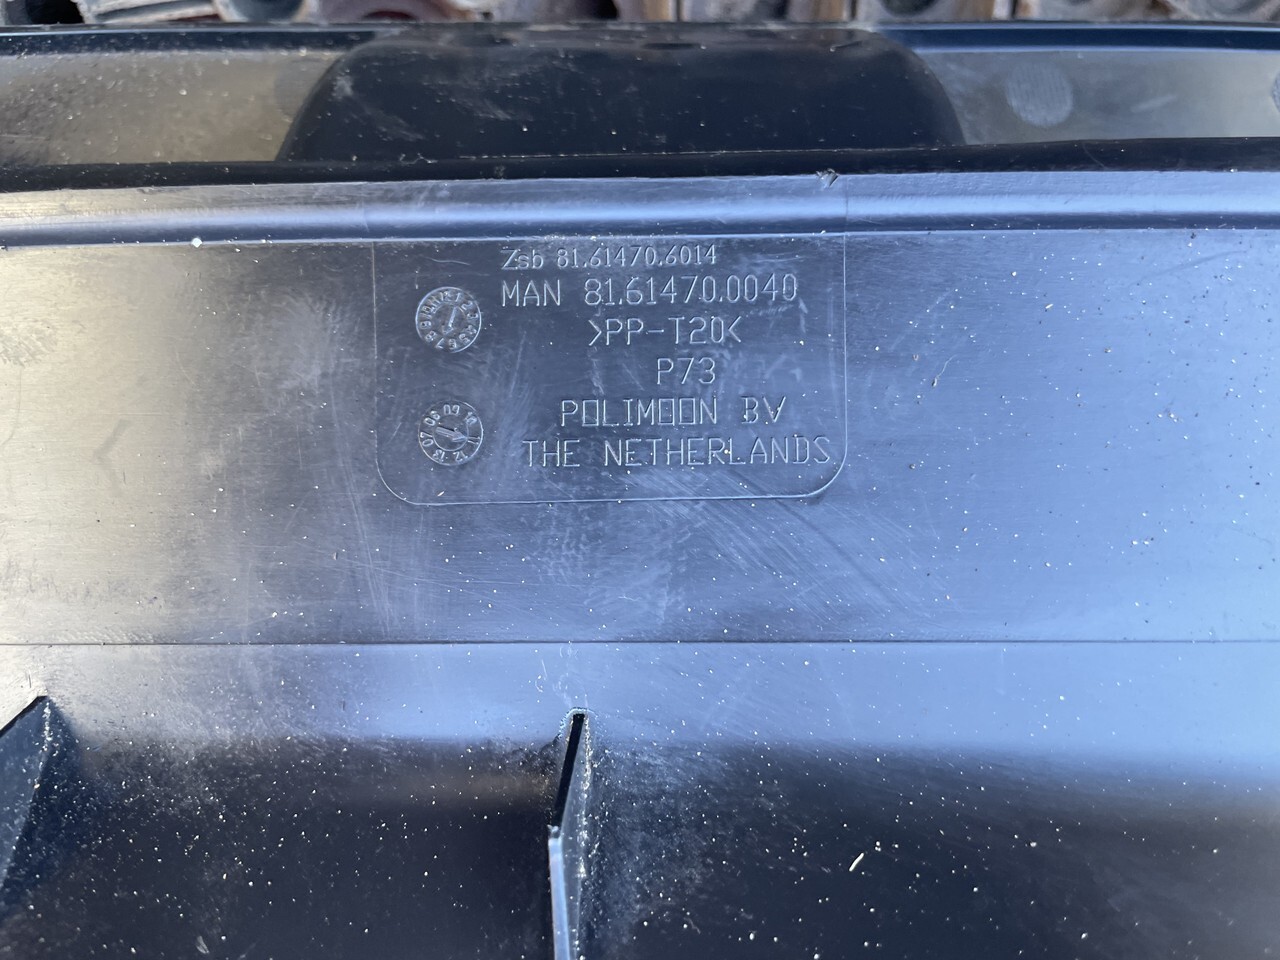 Zsb 81.61470.6014
MAN 81.61470.0040
>PP-T20<
P73
POLIMOON BV
THE NETHERLANDS